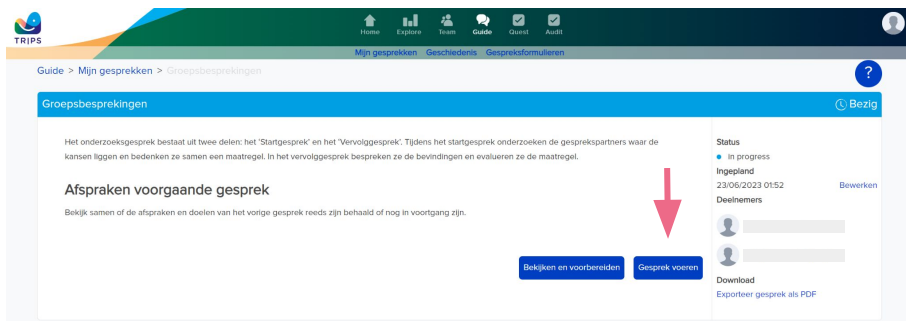 TRIPS
Home Explore Team Guide Quest Audit
Mijn gesprekken Geschiedenis Gespreksformulieren
Guide > Mijn gesprekken > Groepsbesprekingen
?
Groepsbesprekingen
Bezig
Het onderzoeksgesprek bestaat uit twee delen: het 'Startgesprek' en het 'Vervolggesprek'. Tijdens het startgesprek onderzoeken de gesprekspartners waar de
kansen liggen en bedenken ze samen een maatregel. In het vervolggesprek bespreken ze de bevindingen en evalueren ze de maatregel.
Afspraken voorgaande gesprek
Bekijk samen of de afspraken en doelen van het vorige gesprek reeds zijn behaald of nog in voortgang zijn.
Bekijken en voorbereiden
Gesprek voeren
Status
In progress
Ingepland
23/06/2023 01:52 Bewerken
Deelnemers
Download
Exporteer gesprek als PDF